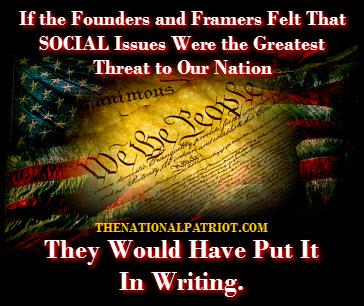 If the Founders and Framers Felt That
SOCIAL Issues Were the Greatest
Threat to Our Nation
animous
We the People
THENATIONALPATRIOT.COM
They Would Have Put It
In Writing.